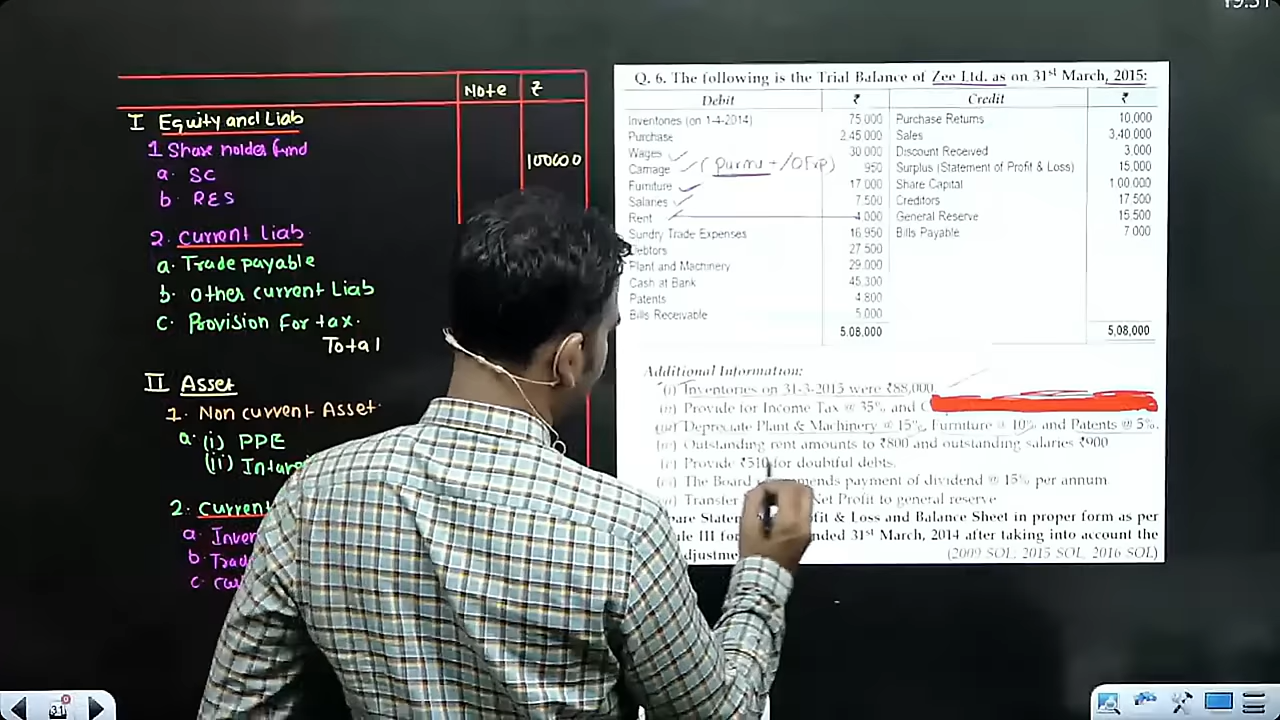 19:31
Note ₹
I Equity and Liab
1 Share holder fund
100000
a. SC
b. RES
2. Current Liab.
a. Trade payable
b. other current Liab
c. Provision for tax.
Total
II Asset
1. Non current Asset.
a. (i) PPE
(ii) Intan
2. Current
a. Inven
b. Trad
c. Ca
Q. 6. The following is the Trial Balance of Zee Ltd. as on 31st March, 2015:
Debit ₹ Credit ₹
Inventories (on 1-4-2014) 75 000 Purchase Returns 10,000
Purchase 2,45 000 Sales 3,40 000
Wages 30 000 Discount Received 3,000
Carriage 950 Surplus (Statement of Profit & Loss) 15,000
Furniture 17 000 Share Capital 1 00 000
Salaries 7 500 Creditors 17 500
Rent 4 000 General Reserve 15 500
Sundry Trade Expenses 16 950 Bills Payable 7 000
Debtors 27 500
Plant and Machinery 29 000
Cash at Bank 45,300
Patents 4 800
Bills Receivable 5 000
5,08,000 5,08,000
Additional Information:
(i) Inventories on 31-3-2015 were ₹88,000
(ii) Provide for Income Tax @ 35% and C
(iii) Depreciate Plant & Machinery @ 15%, Furniture @ 10% and Patents @ 5%.
(iv) Outstanding rent amounts to ₹800 and outstanding salaries ₹900
(v) Provide ₹510 for doubtful debts.
The Board mends payment of dividend @ 15% per annum
Transfer Net Profit to general reserve
are Statem fit & Loss and Balance Sheet in proper form as per
le III for nded 31st March, 2014 after taking into account the
djustme (2009 SOL, 2015 SOL, 2016 SOL)
31